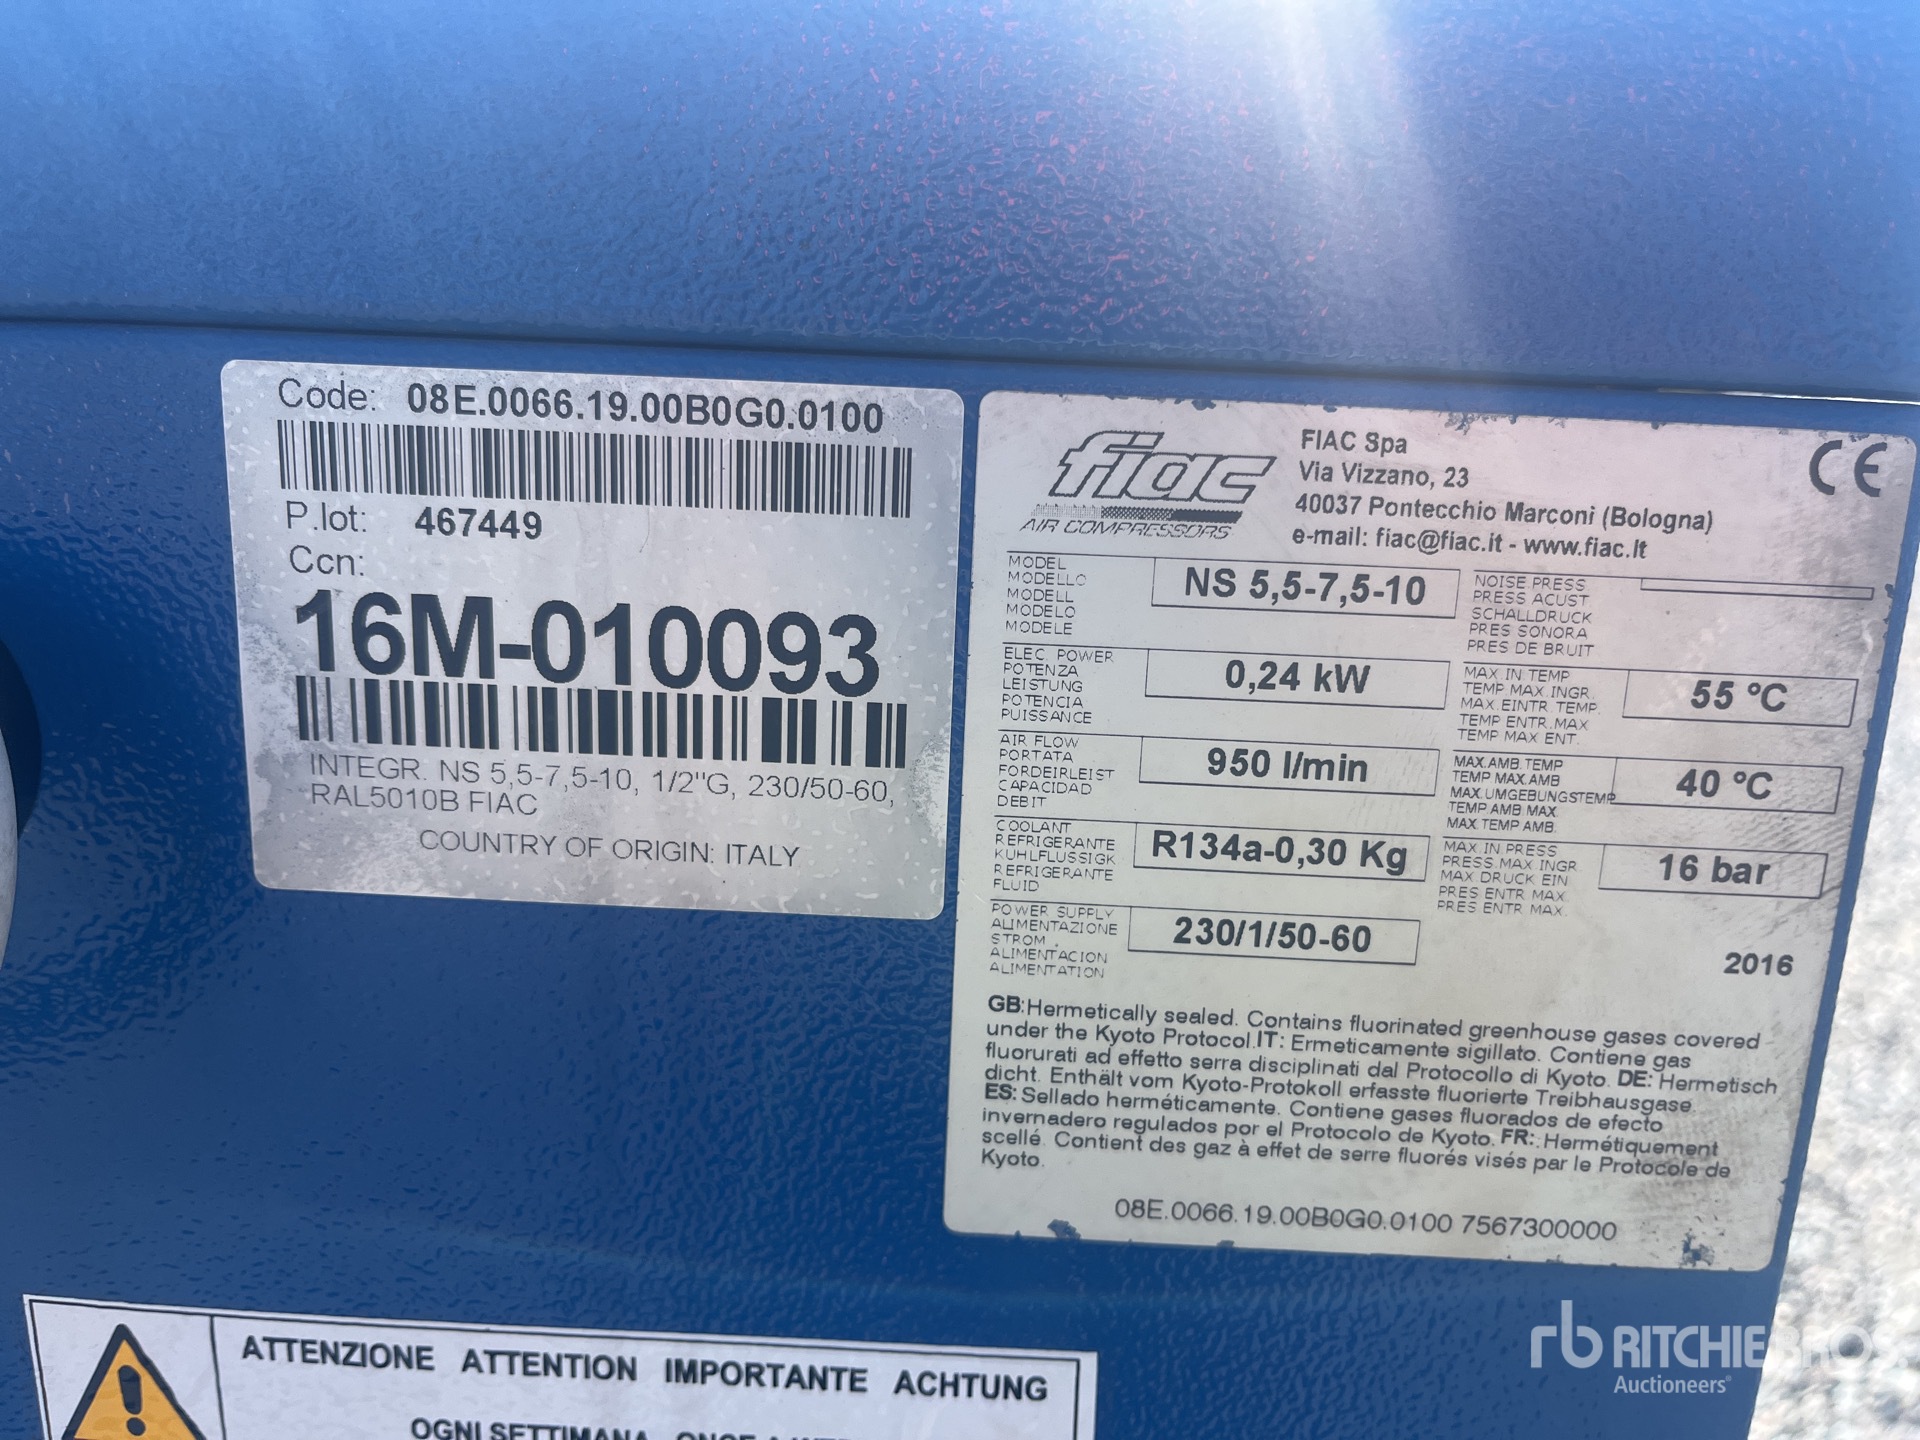 Code: 08E.0066.19.00B0G0.0100
P.lot: 467449
Ccn:
16M-010093
INTEGR. NS 5,5-7,5-10, 1/2"G, 230/50-60,
RAL5010B FIAC
COUNTRY OF ORIGIN: ITALY
fiac
AIR COMPRESSORS
FIAC Spa
Via Vizzano, 23
40037 Pontecchio Marconi (Bologna)
e-mail: fiac@fiac.it - www.fiac.it
CE
MODEL
MODELLO
MODELL
MODELO
MODELE
NS 5,5-7,5-10
NOISE PRESS
PRESS ACUST
SCHALLDRUCK
PRES SONORA
PRES DE BRUIT
ELEC. POWER
POTENZA
LEISTUNG
POTENCIA
PUISSANCE
0,24 kW
MAX IN TEMP
TEMP MAX INGR.
MAX.EINTR.TEMP.
TEMP ENTR.MAX
TEMP MAX ENT.
55 °C
AIR FLOW
PORTATA
FORDEIRLEIST
CAPACIDAD
DEBIT
950 l/min
MAX.AMB.TEMP
TEMP MAX.AMB
MAX.UMGEBUNGSTEMP
TEMP AMB MAX
MAX TEMP AMB.
40 °C
COOLANT
REFRIGERANTE
KUHLFLUSSIGK
REFRIGERANTE
FLUID
R134a-0,30 Kg
MAX IN PRESS
PRESS.MAX INGR
MAX DRUCK EIN
PRES ENTR MAX
PRES ENTR MAX.
16 bar
POWER SUPPLY
ALIMENTAZIONE
STROM.
ALIMENTACION
ALIMENTATION
230/1/50-60
2016
GB:Hermetically sealed. Contains fluorinated greenhouse gases covered
under the Kyoto Protocol.IT: Ermeticamente sigillato. Contiene gas
fluorurati ad effetto serra disciplinati dal Protocollo di Kyoto. DE: Hermetisch
dicht. Enthält vom Kyoto-Protokoll erfasste fluorierte Treibhausgase.
ES: Sellado herméticamente. Contiene gases fluorados de efecto
invernadero regulados por el Protocolo de Kyoto. FR: Hermétiquement
scellé. Contient des gaz à effet de serre fluorés visés par le Protocole de
Kyoto.
08E.0066.19.00B0G0.0100 7567300000
ATTENZIONE ATTENTION IMPORTANTE ACHTUNG
OGNI SETTIMANA ONCE A
rb RITCHIE BROS
Auctioneers